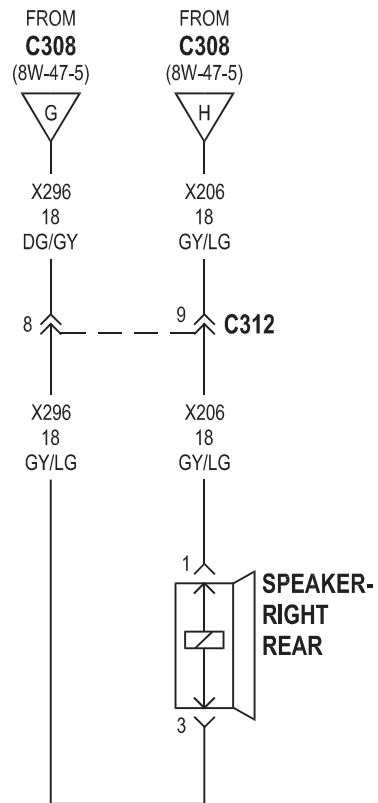 FROM
C308
(8W-47-5)
G
X296
18
DG/GY
FROM
C308
(8W-47-5)
H
X206
18
GY/LG
8
9
C312
X296
18
GY/LG
X206
18
GY/LG
1
SPEAKER-
RIGHT
REAR
3